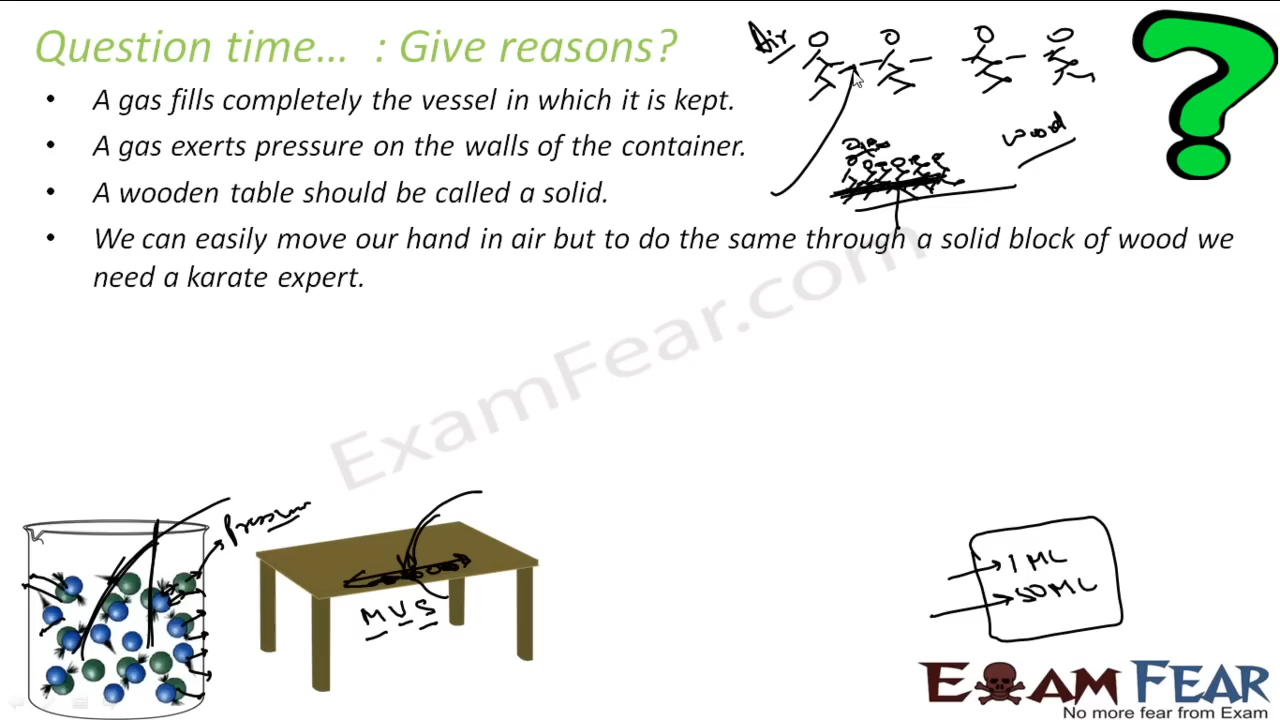 Question time… : Give reasons?
Air
• A gas fills completely the vessel in which it is kept.
• A gas exerts pressure on the walls of the container.
wood
• A wooden table should be called a solid.
• We can easily move our hand in air but to do the same through a solid block of wood we
need a karate expert.
ExamFear.com
Pressure
M V S
1 ML
50 ML
EXAM FEAR
No more fear from Exam